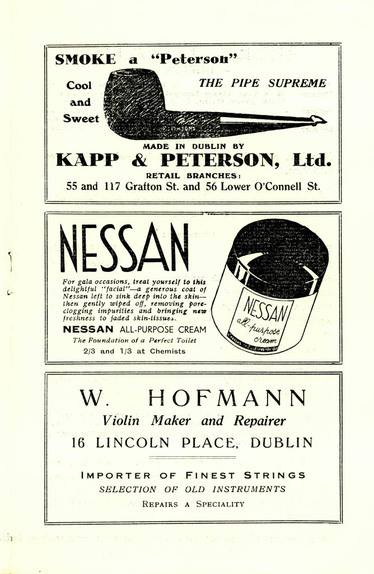 SMOKE a "Peterson"
Cool
and
Sweet
THE PIPE SUPREME
MADE IN DUBLIN BY
KAPP & PETERSON, Ltd.
RETAIL BRANCHES:
55 and 117 Grafton St. and 56 Lower O'Connell St.
NESSAN
For gala occasions, treat yourself to this
delightful "facial"—a generous coat of
Nessan left to sink deep into the skin—
then gently wiped off, removing pore-
clogging impurities and bringing new
freshness to faded skin-tissues.
NESSAN ALL-PURPOSE CREAM
The Foundation of a Perfect Toilet
2/3 and 1/3 at Chemists
NESSAN
all-purpose
cream
W. HOFMANN
Violin Maker and Repairer
16 LINCOLN PLACE, DUBLIN
IMPORTER OF FINEST STRINGS
SELECTION OF OLD INSTRUMENTS
REPAIRS A SPECIALITY